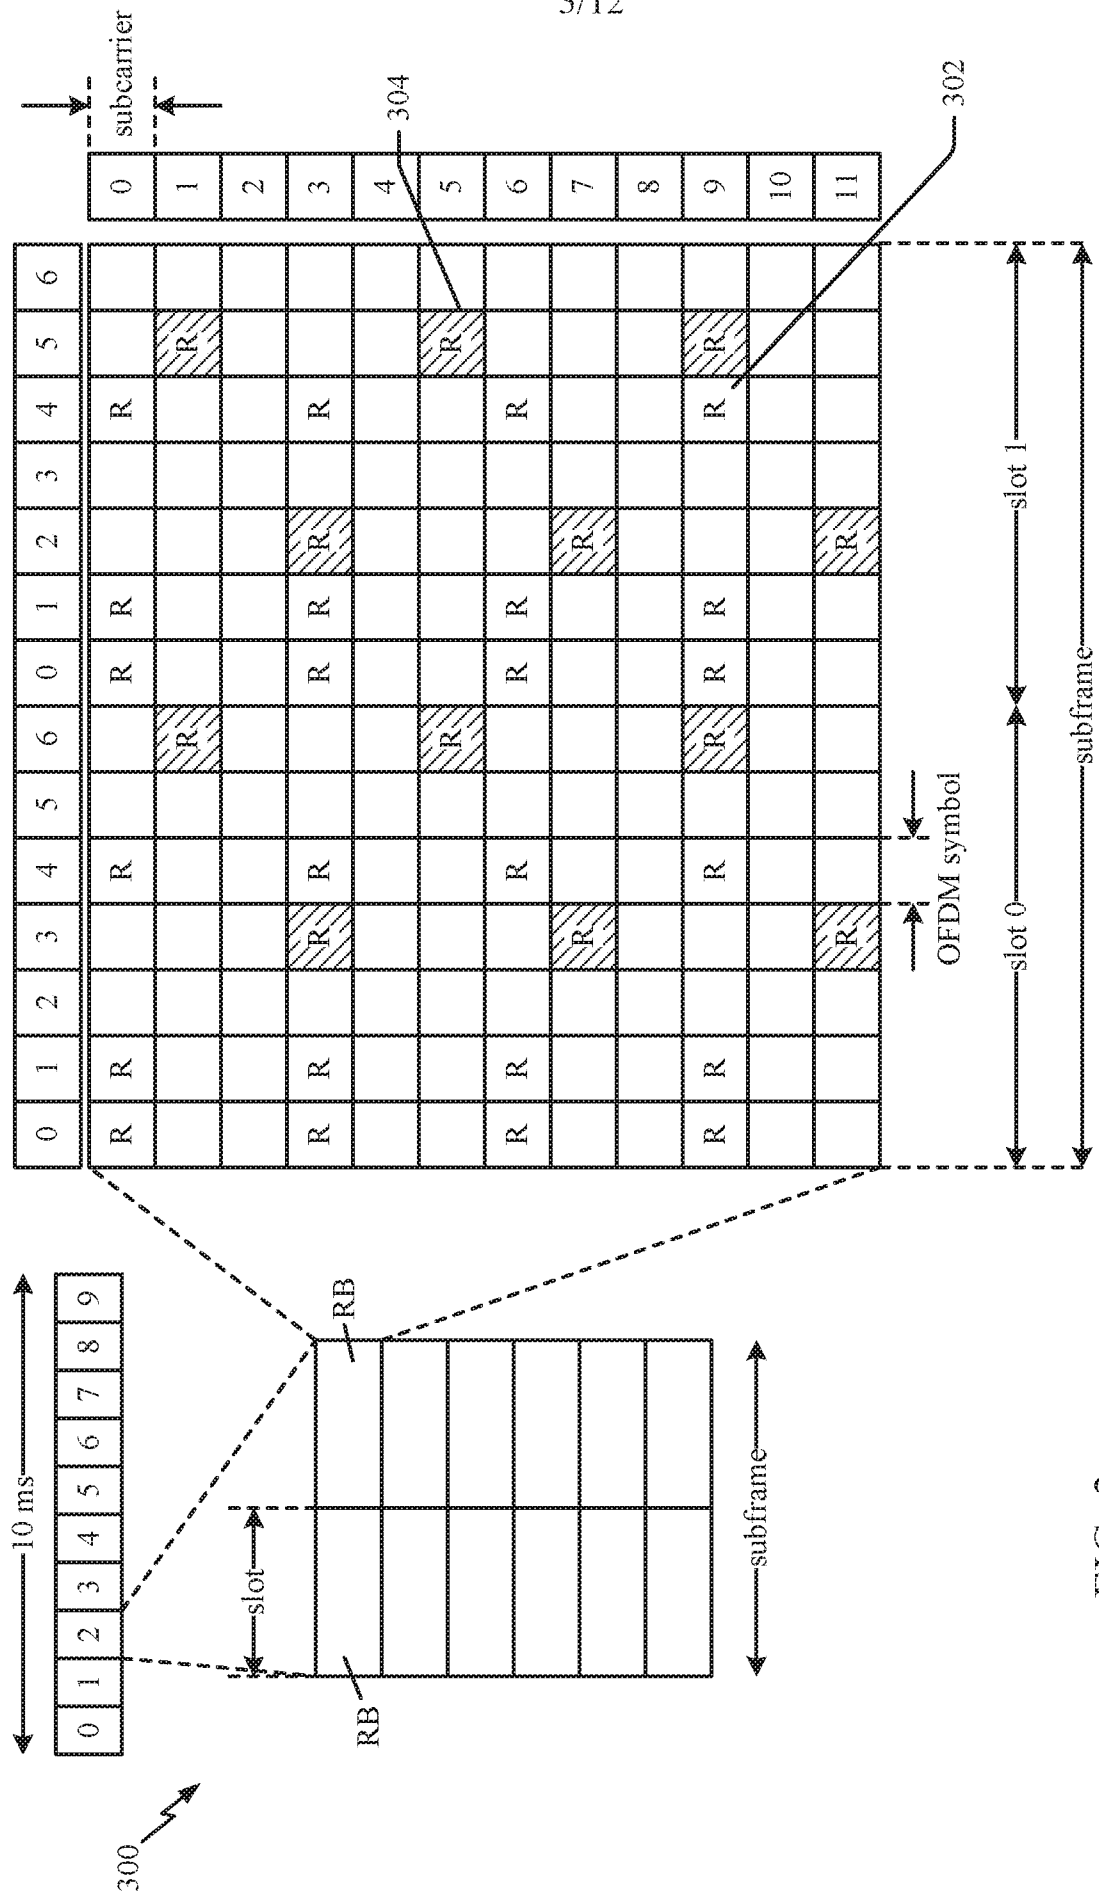 3/12
300
10 ms
0 1 2 3 4 5 6 7 8 9
slot
RB
RB
subframe
0 1 2 3 4 5 6 0 1 2 3 4 5 6
subcarrier
R R R R R R 0
R R 1
2
R R R R R R R R 3
4
R R 5
R R R R R R 6
R R 7
8
R R R R R R R R 9
10
R R 11
304
302
OFDM symbol
slot 0
slot 1
subframe